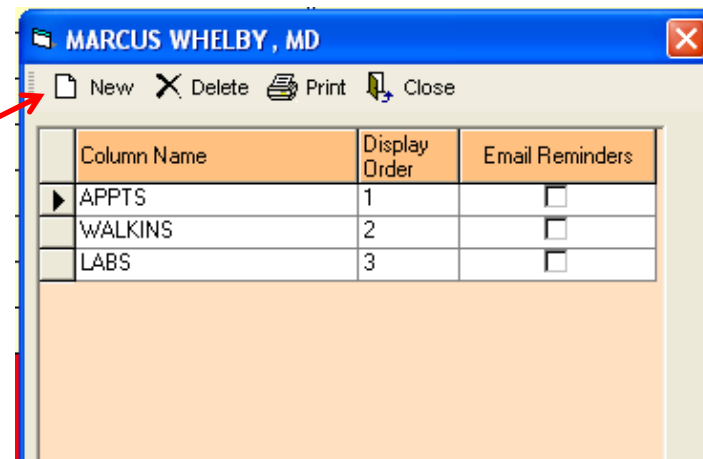 MARCUS WHELBY, MD
New Delete Print Close
Column Name Display Order Email Reminders
APPTS 1
WALKINS 2
LABS 3